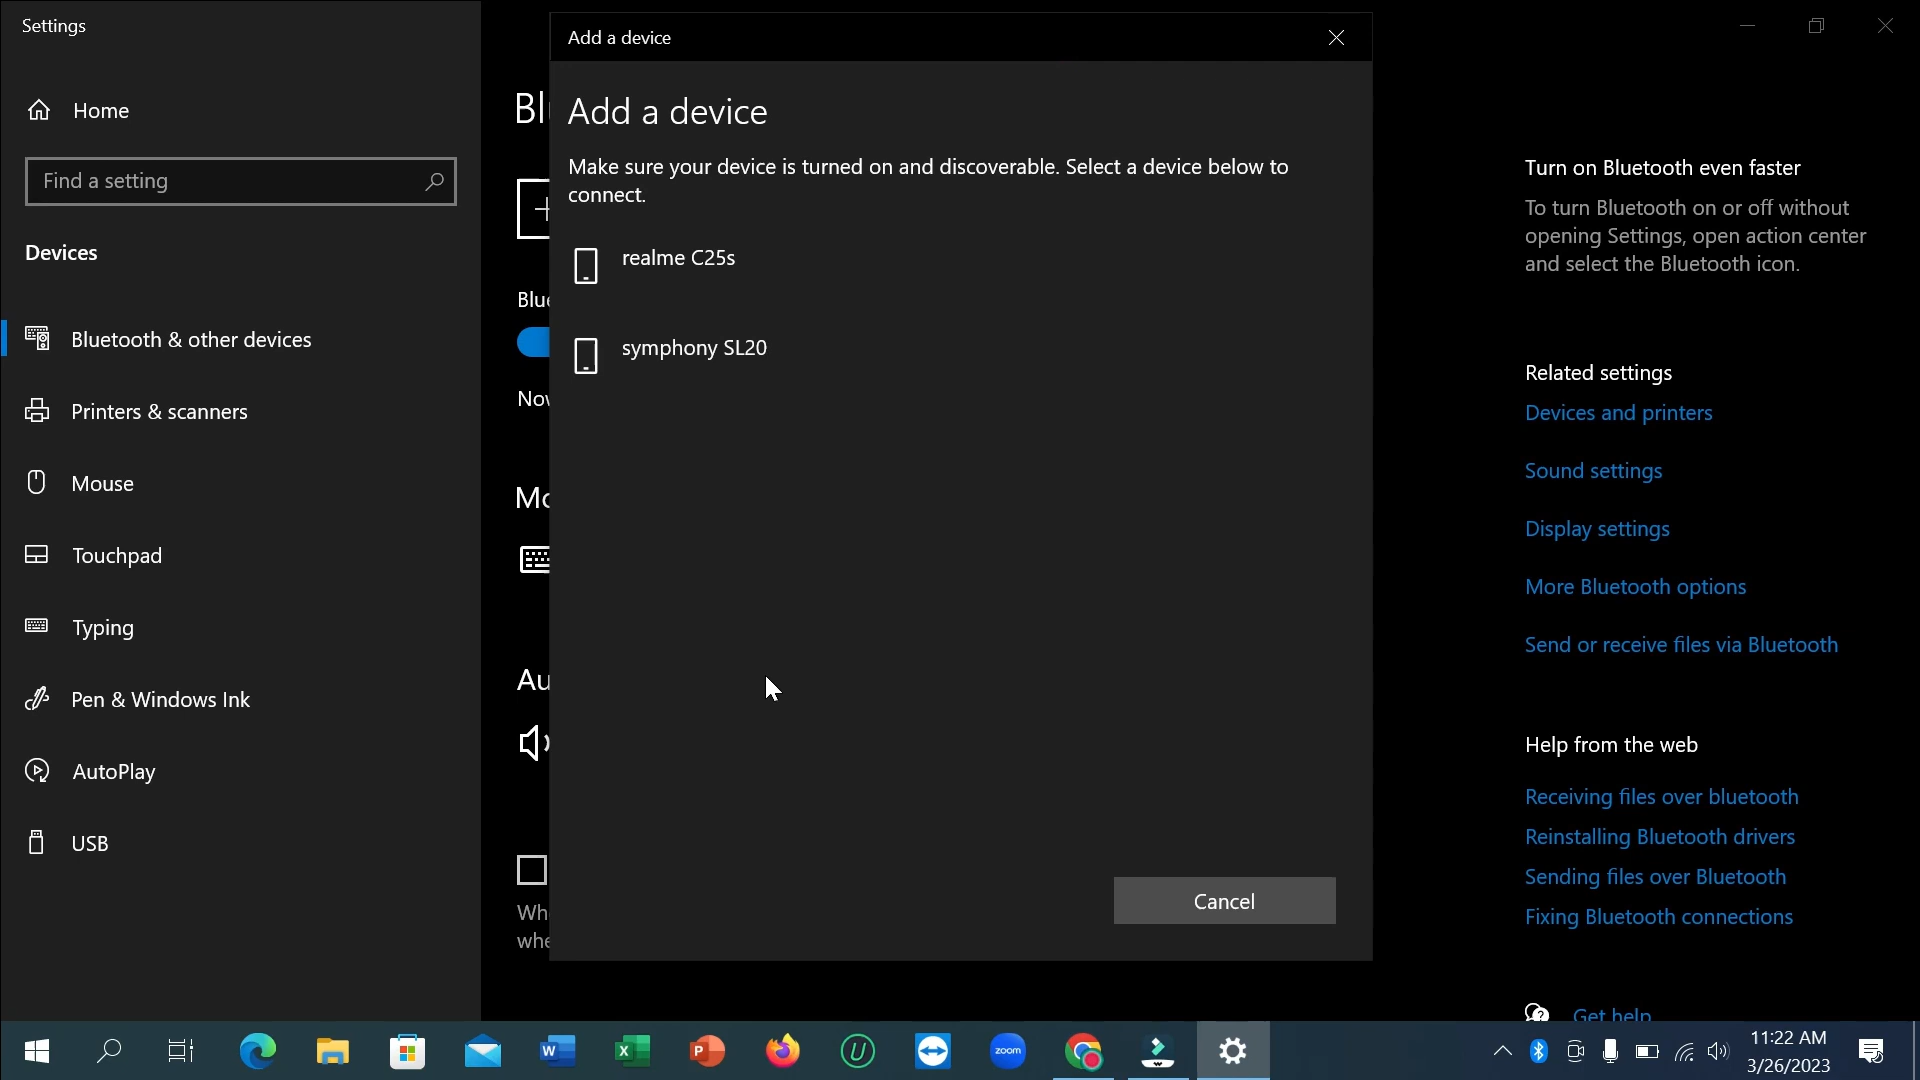 Settings
Home
Find a setting
Devices
Bluetooth & other devices
Printers & scanners
Mouse
Touchpad
Typing
Pen & Windows Ink
AutoPlay
USB
Add a device
Add a device
Make sure your device is turned on and discoverable. Select a device below to
connect.
realme C25s
symphony SL20
Cancel
Turn on Bluetooth even faster
To turn Bluetooth on or off without
opening Settings, open action center
and select the Bluetooth icon.
Related settings
Devices and printers
Sound settings
Display settings
More Bluetooth options
Send or receive files via Bluetooth
Help from the web
Receiving files over bluetooth
Reinstalling Bluetooth drivers
Sending files over Bluetooth
Fixing Bluetooth connections
Get help
zoom
11:22 AM
3/26/2023